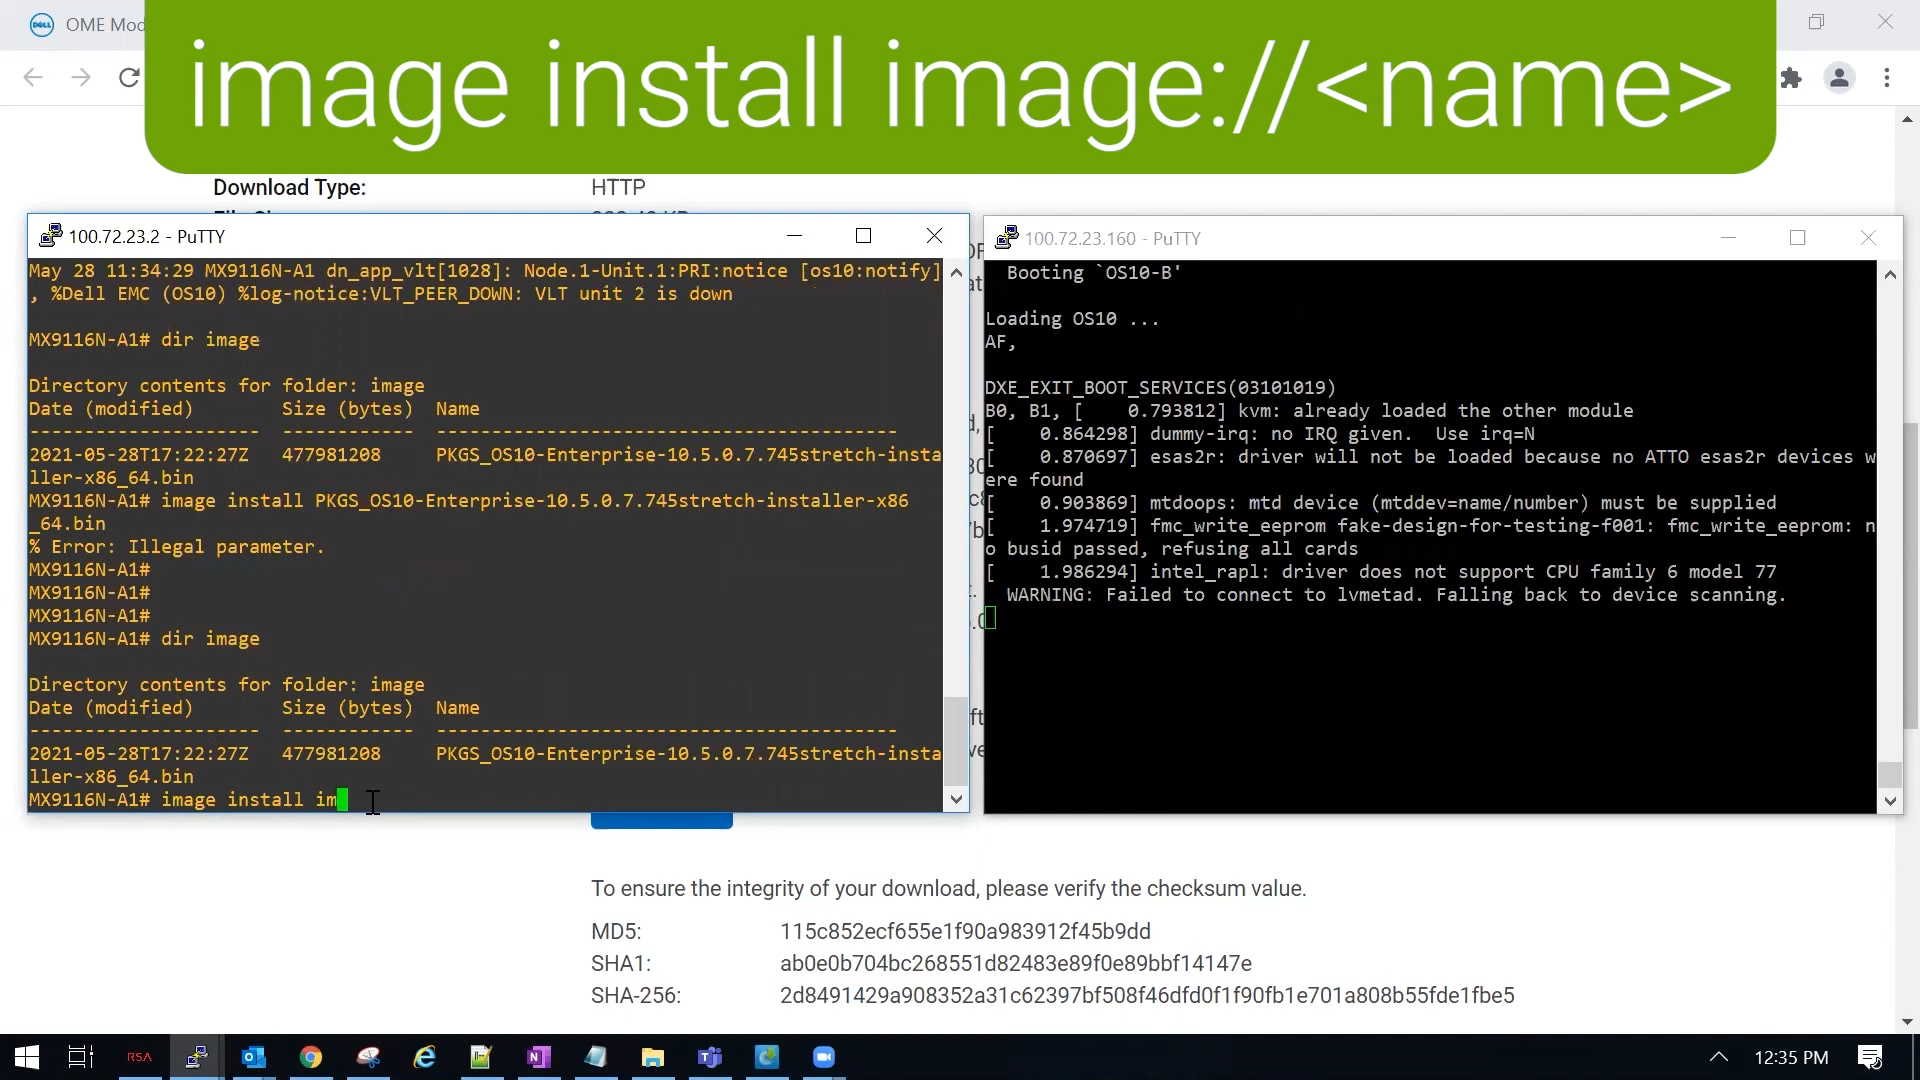 OME Mod
image install image://<name>
Download Type: HTTP
100.72.23.2 - PuTTY
May 28 11:34:29 MX9116N-A1 dn_app_vlt[1028]: Node.1-Unit.1:PRI:notice [os10:notify]
, %Dell EMC (OS10) %log-notice:VLT_PEER_DOWN: VLT unit 2 is down
MX9116N-A1# dir image
Directory contents for folder: image
Date (modified) Size (bytes) Name
--------------------- ------------ ------------------------------------------
2021-05-28T17:22:27Z 477981208 PKGS_OS10-Enterprise-10.5.0.7.745stretch-insta
ller-x86_64.bin
MX9116N-A1# image install PKGS_OS10-Enterprise-10.5.0.7.745stretch-installer-x86
_64.bin
% Error: Illegal parameter.
MX9116N-A1#
MX9116N-A1#
MX9116N-A1#
MX9116N-A1# dir image
Directory contents for folder: image
Date (modified) Size (bytes) Name
--------------------- ------------ ------------------------------------------
2021-05-28T17:22:27Z 477981208 PKGS_OS10-Enterprise-10.5.0.7.745stretch-insta
ller-x86_64.bin
MX9116N-A1# image install im
100.72.23.160 - PuTTY
Booting `OS10-B'
Loading OS10 ...
AF,
DXE_EXIT_BOOT_SERVICES(03101019)
B0, B1, [ 0.793812] kvm: already loaded the other module
[ 0.864298] dummy-irq: no IRQ given. Use irq=N
[ 0.870697] esas2r: driver will not be loaded because no ATTO esas2r devices w
ere found
[ 0.903869] mtdoops: mtd device (mtddev=name/number) must be supplied
[ 1.974719] fmc_write_eeprom fake-design-for-testing-f001: fmc_write_eeprom: n
o busid passed, refusing all cards
[ 1.986294] intel_rapl: driver does not support CPU family 6 model 77
WARNING: Failed to connect to lvmetad. Falling back to device scanning.
To ensure the integrity of your download, please verify the checksum value.
MD5: 115c852ecf655e1f90a983912f45b9dd
SHA1: ab0e0b704bc268551d82483e89f0e89bbf14147e
SHA-256: 2d8491429a908352a31c62397bf508f46dfd0f1f90fb1e701a808b55fde1fbe5
RSA
12:35 PM